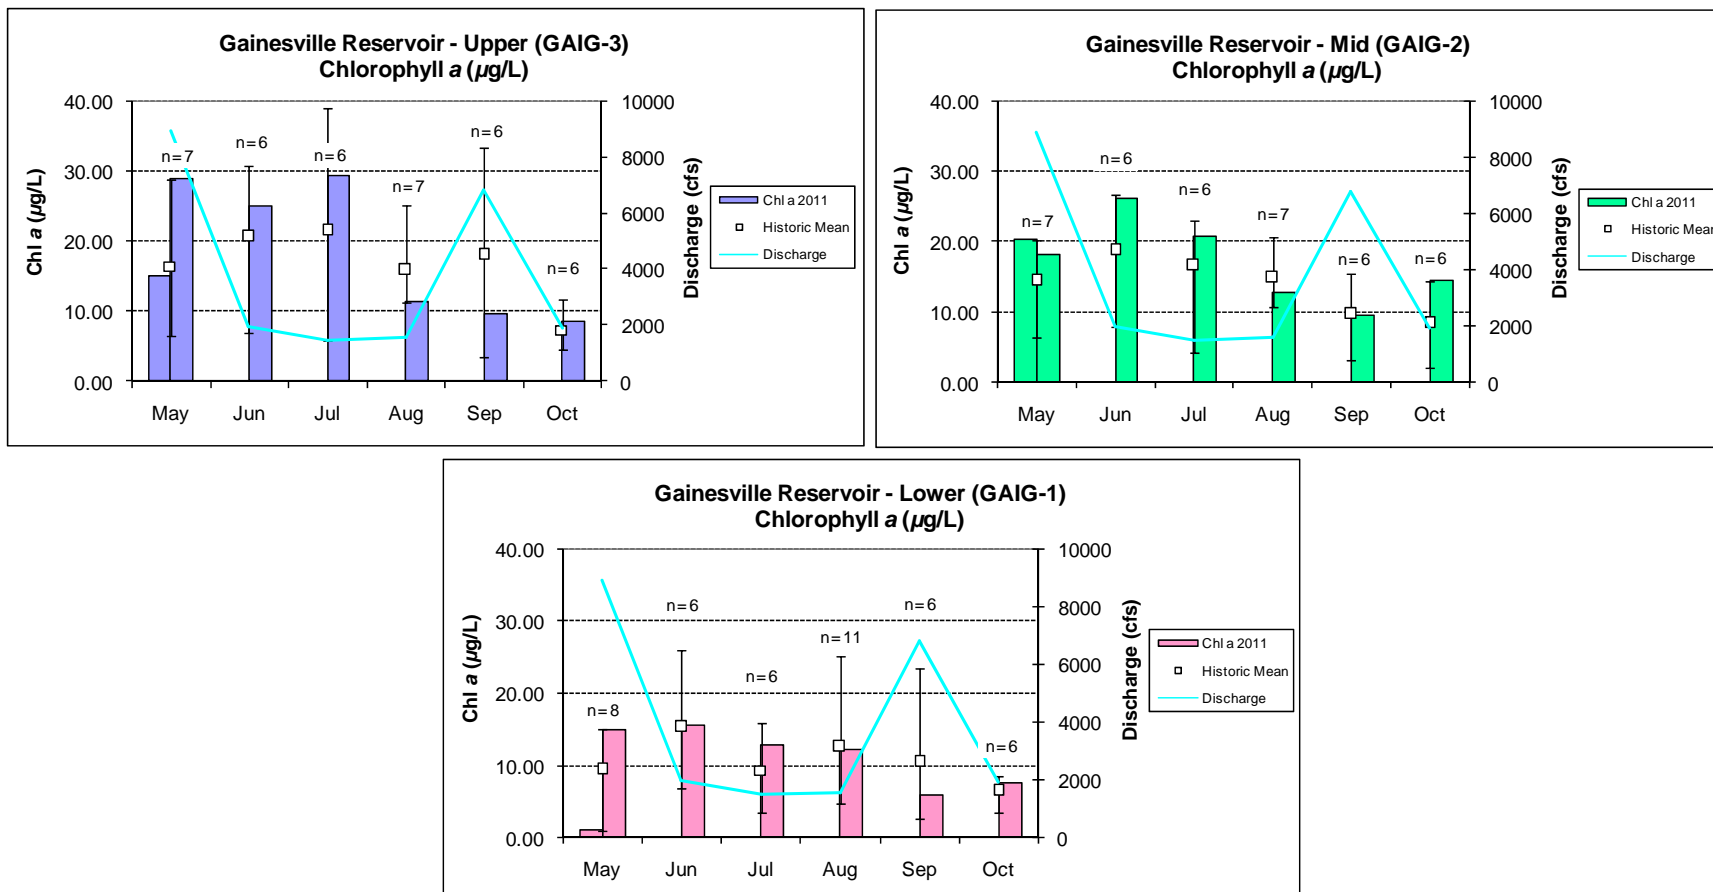 Gainesville Reservoir - Upper (GAIG-3)
Chlorophyll a (µg/L)
Chl a (µg/L)
40.00
30.00
20.00
10.00
0.00
n=7
n=6
n=6
n=7
n=6
n=6
10000
8000
6000
4000
2000
0
Discharge (cfs)
May Jun Jul Aug Sep Oct
Chl a 2011
Historic Mean
Discharge
Gainesville Reservoir - Mid (GAIG-2)
Chlorophyll a (µg/L)
Chl a (µg/L)
40.00
30.00
20.00
10.00
0.00
n=7
n=6
n=6
n=7
n=6
n=6
10000
8000
6000
4000
2000
0
Discharge (cfs)
May Jun Jul Aug Sep Oct
Chl a 2011
Historic Mean
Discharge
Gainesville Reservoir - Lower (GAIG-1)
Chlorophyll a (µg/L)
Chl a (µg/L)
40.00
30.00
20.00
10.00
0.00
n=8
n=6
n=6
n=11
n=6
n=6
10000
8000
6000
4000
2000
0
Discharge (cfs)
May Jun Jul Aug Sep Oct
Chl a 2011
Historic Mean
Discharge